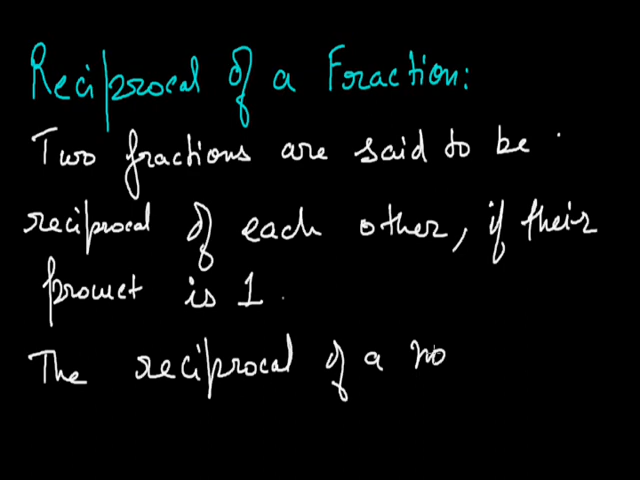 Reciprocal of a Fraction:
Two fractions are said to be
reciprocal of each other, if their
prouct is 1.
The reciprocal of a no